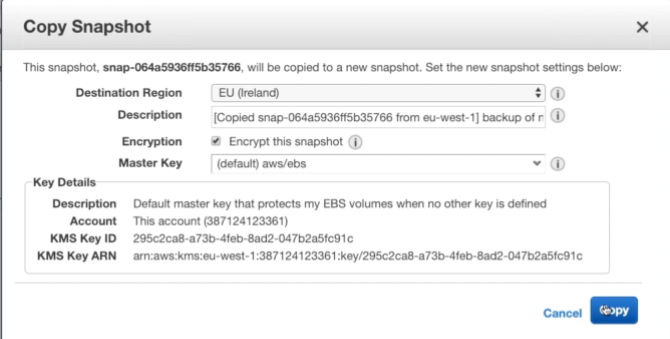 Copy Snapshot
This snapshot, snap-064a5936ff5b35766, will be copied to a new snapshot. Set the new snapshot settings below:
Destination Region EU (Ireland)
Description [Copied snap-064a5936ff5b35766 from eu-west-1] backup of
Encryption Encrypt this snapshot
Master Key (default) aws/ebs
Key Details
Description Default master key that protects my EBS volumes when no other key is defined
Account This account (387124123361)
KMS Key ID 295c2ca8-a73b-4feb-8ad2-047b2a5fc91c
KMS Key ARN arn:aws:kms:eu-west-1:387124123361:key/295c2ca8-a73b-4feb-8ad2-047b2a5fc91c
Cancel Copy